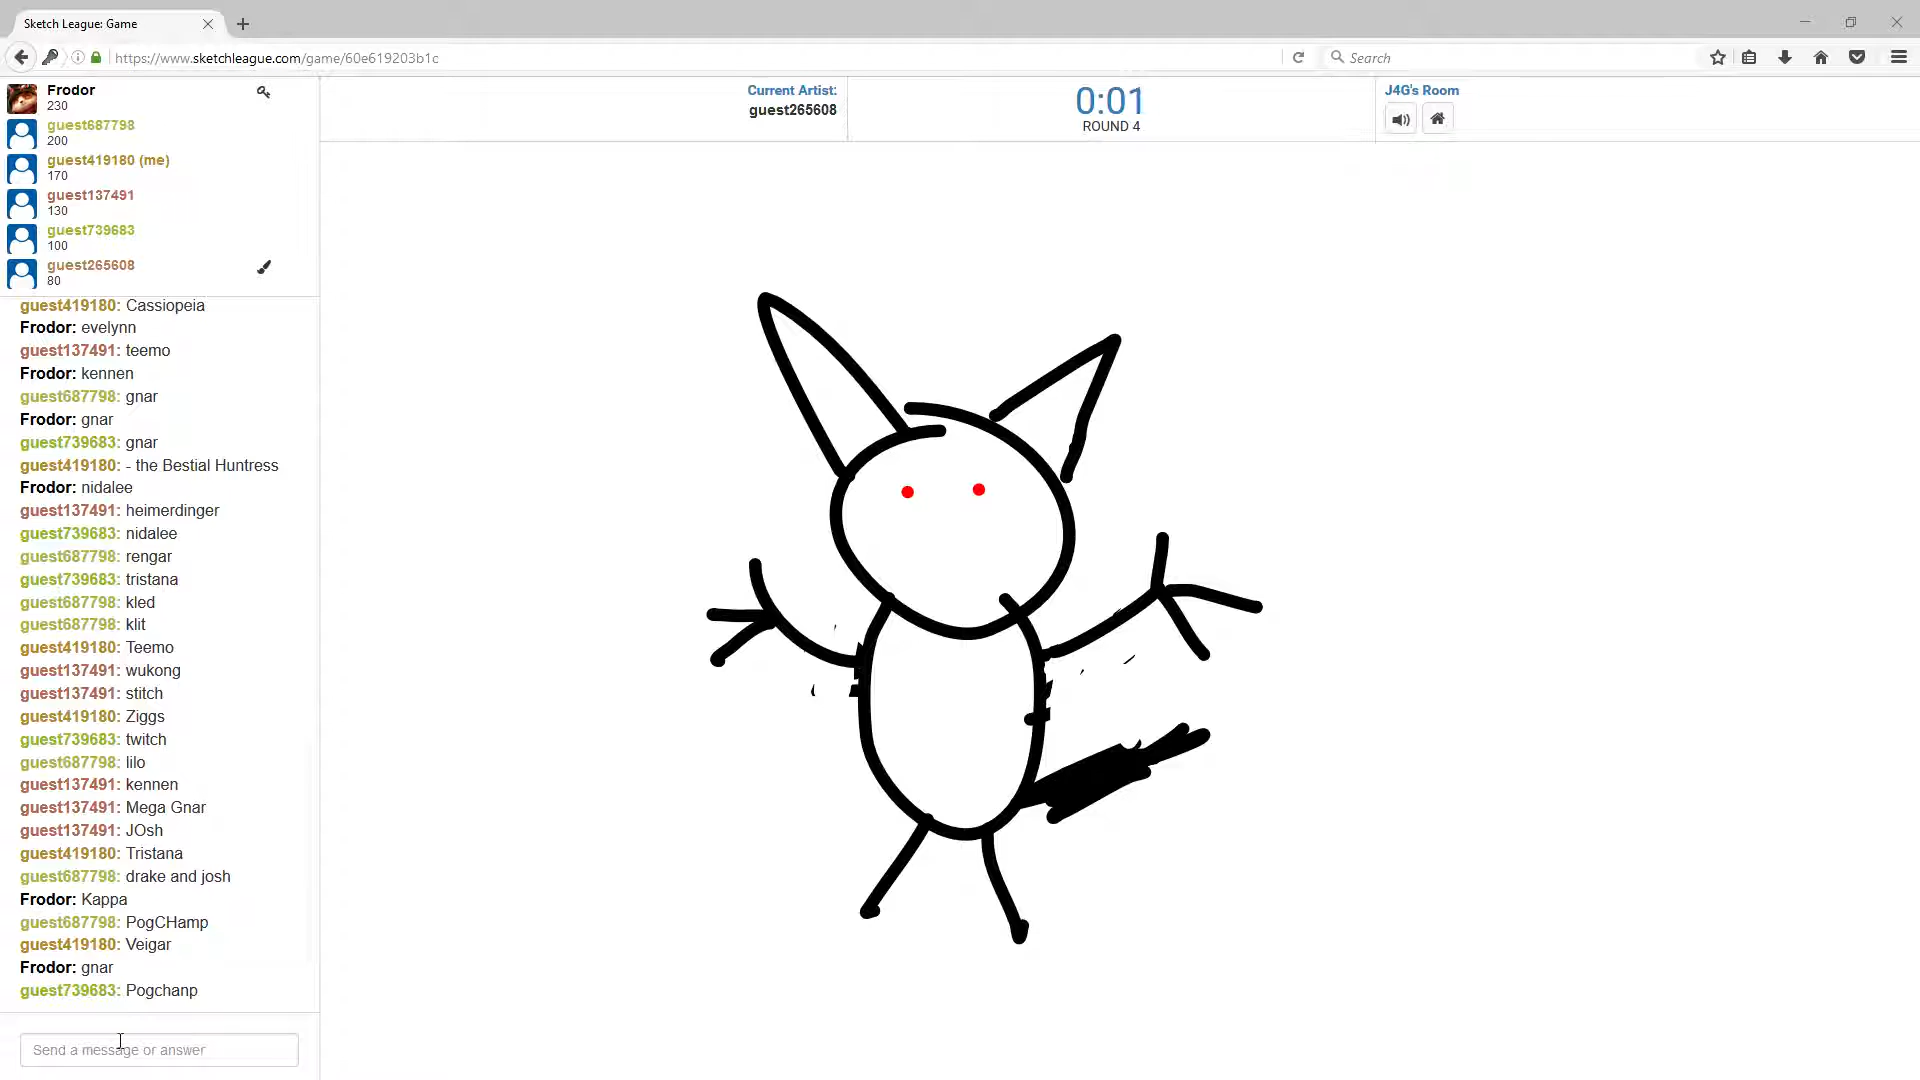 Sketch League: Game
https://www.sketchleague.com/game/60e619203b1c
Search
Frodor
230
guest687798
200
guest419180 (me)
170
guest137491
130
guest739683
100
guest265608
80
Current Artist:
guest265608
0:01
ROUND 4
J4G's Room
guest419180: Cassiopeia
Frodor: evelynn
guest137491: teemo
Frodor: kennen
guest687798: gnar
Frodor: gnar
guest739683: gnar
guest419180: - the Bestial Huntress
Frodor: nidalee
guest137491: heimerdinger
guest739683: nidalee
guest687798: rengar
guest739683: tristana
guest687798: kled
guest687798: klit
guest419180: Teemo
guest137491: wukong
guest137491: stitch
guest419180: Ziggs
guest739683: twitch
guest687798: lilo
guest137491: kennen
guest137491: Mega Gnar
guest137491: JOsh
guest419180: Tristana
guest687798: drake and josh
Frodor: Kappa
guest687798: PogCHamp
guest419180: Veigar
Frodor: gnar
guest739683: Pogchanp
Send a message or answer